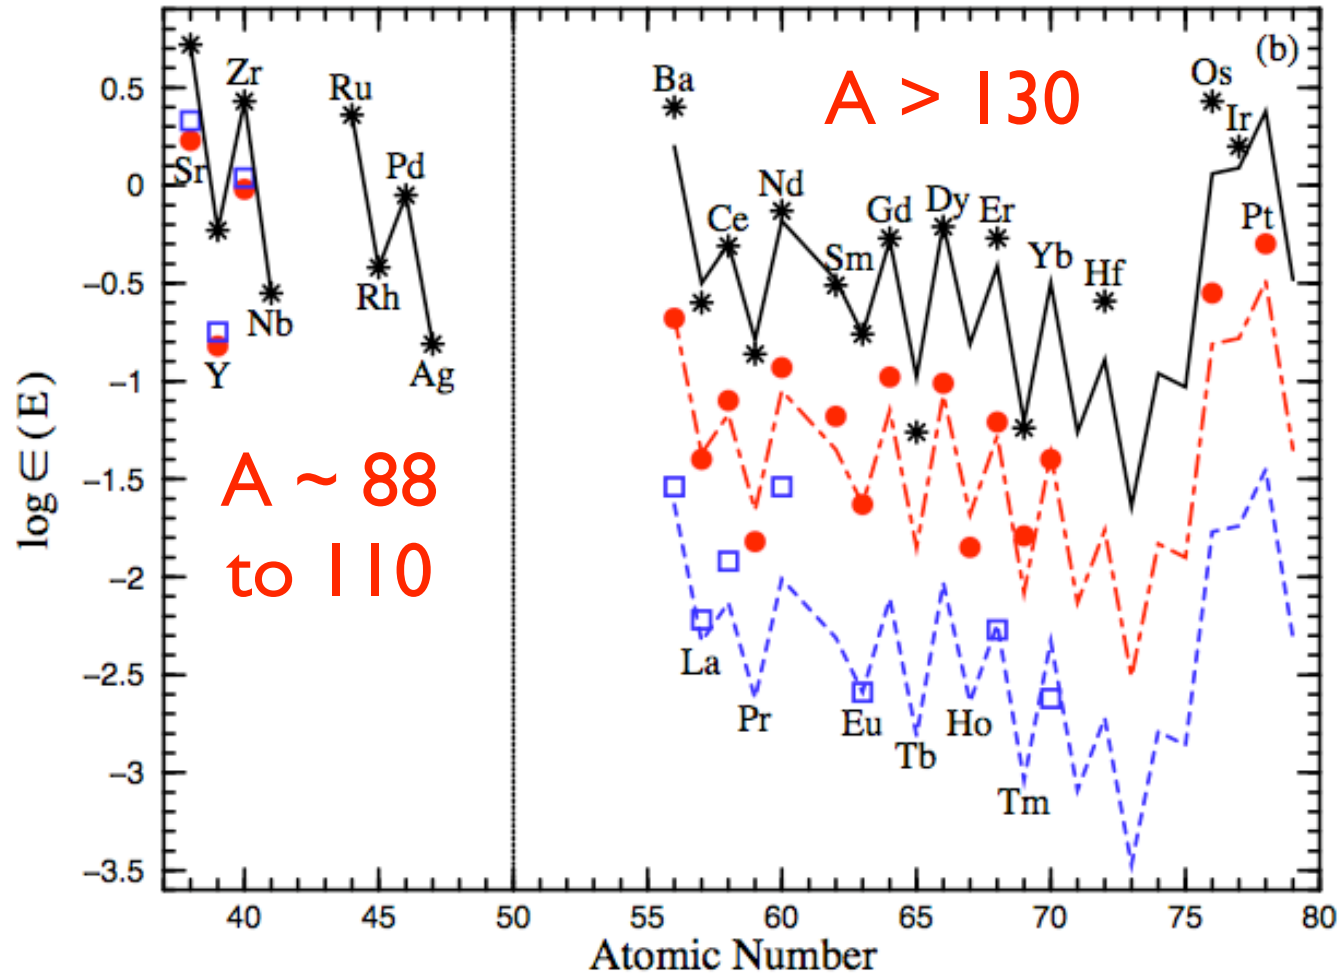 (b)
Ba
A > 130
Os
Ir
Zr
Ru
Sr
Pd
Nd
Ce
Sm
Gd
Dy
Er
Yb
Hf
Pt
Rh
Nb
Y
Ag
A ~ 88
to 110
La
Pr
Eu
Tb
Ho
Tm
0.5
0
−0.5
−1
−1.5
−2
−2.5
−3
−3.5
log ∈ ( E )
40
45
50
55
60
65
70
75
80
Atomic Number